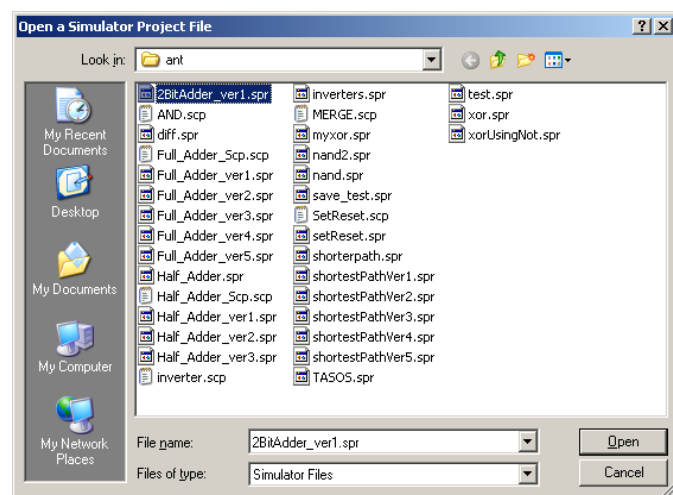 Open a Simulator Project File
Look in:
ant
My Recent
Documents
Desktop
My Documents
My Computer
My Network
Places
2BitAdder_ver1.spr
AND.scp
diff.spr
Full_Adder_Scp.scp
Full_Adder_ver1.spr
Full_Adder_ver2.spr
Full_Adder_ver3.spr
Full_Adder_ver4.spr
Full_Adder_ver5.spr
Half_Adder.spr
Half_Adder_Scp.scp
Half_Adder_ver1.spr
Half_Adder_ver2.spr
Half_Adder_ver3.spr
inverter.scp
inverters.spr
MERGE.scp
myxor.spr
nand2.spr
nand.spr
save_test.spr
SetReset.scp
setReset.spr
shorterpath.spr
shortestPathVer1.spr
shortestPathVer2.spr
shortestPathVer3.spr
shortestPathVer4.spr
shortestPathVer5.spr
TASOS.spr
test.spr
xor.spr
xorUsingNot.spr
File name:
2BitAdder_ver1.spr
Open
Files of type:
Simulator Files
Cancel